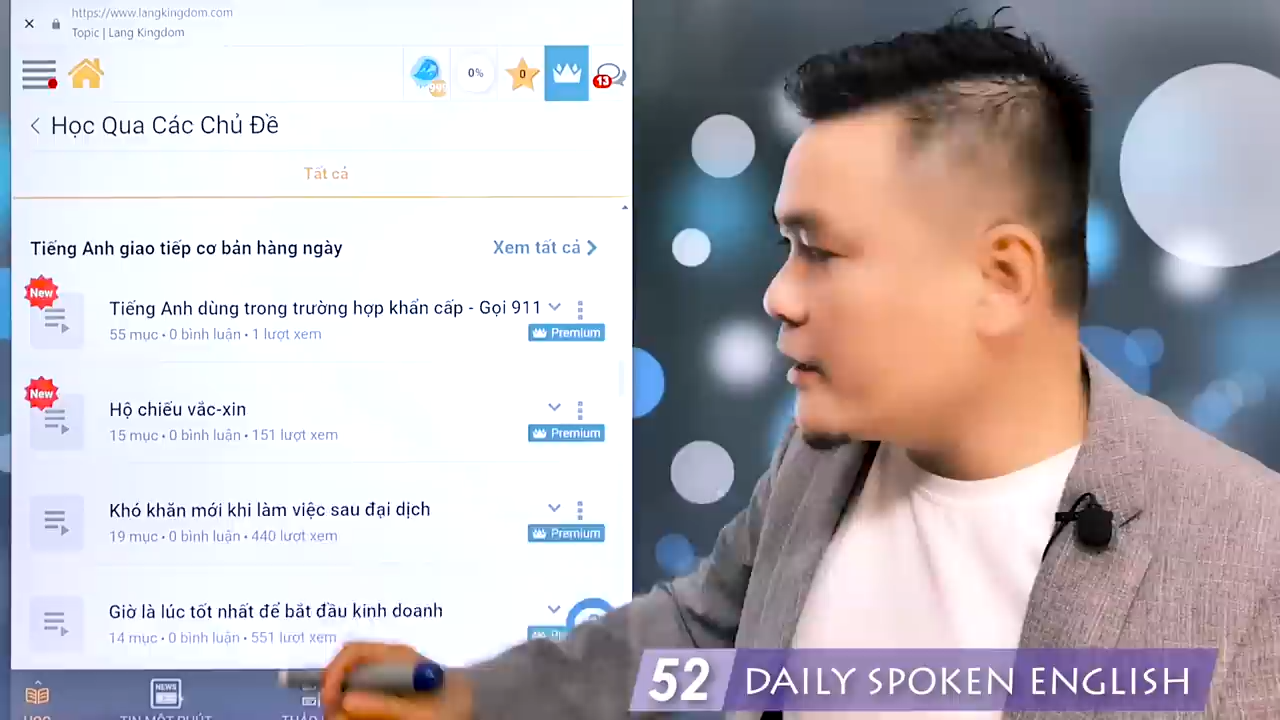 https://www.langkingdom.com
Topic | Lang Kingdom
0%
0
13
Học Qua Các Chủ Đề
Tất cả
Tiếng Anh giao tiếp cơ bản hàng ngày
Xem tất cả
New
Tiếng Anh dùng trong trường hợp khẩn cấp - Gọi 911
55 mục • 0 bình luận • 1 lượt xem
Premium
New
Hộ chiếu vắc-xin
15 mục • 0 bình luận • 151 lượt xem
Premium
Khó khăn mới khi làm việc sau đại dịch
19 mục • 0 bình luận • 440 lượt xem
Premium
Giờ là lúc tốt nhất để bắt đầu kinh doanh
14 mục • 0 bình luận • 551 lượt xem
NEWS
52 DAILY SPOKEN ENGLISH